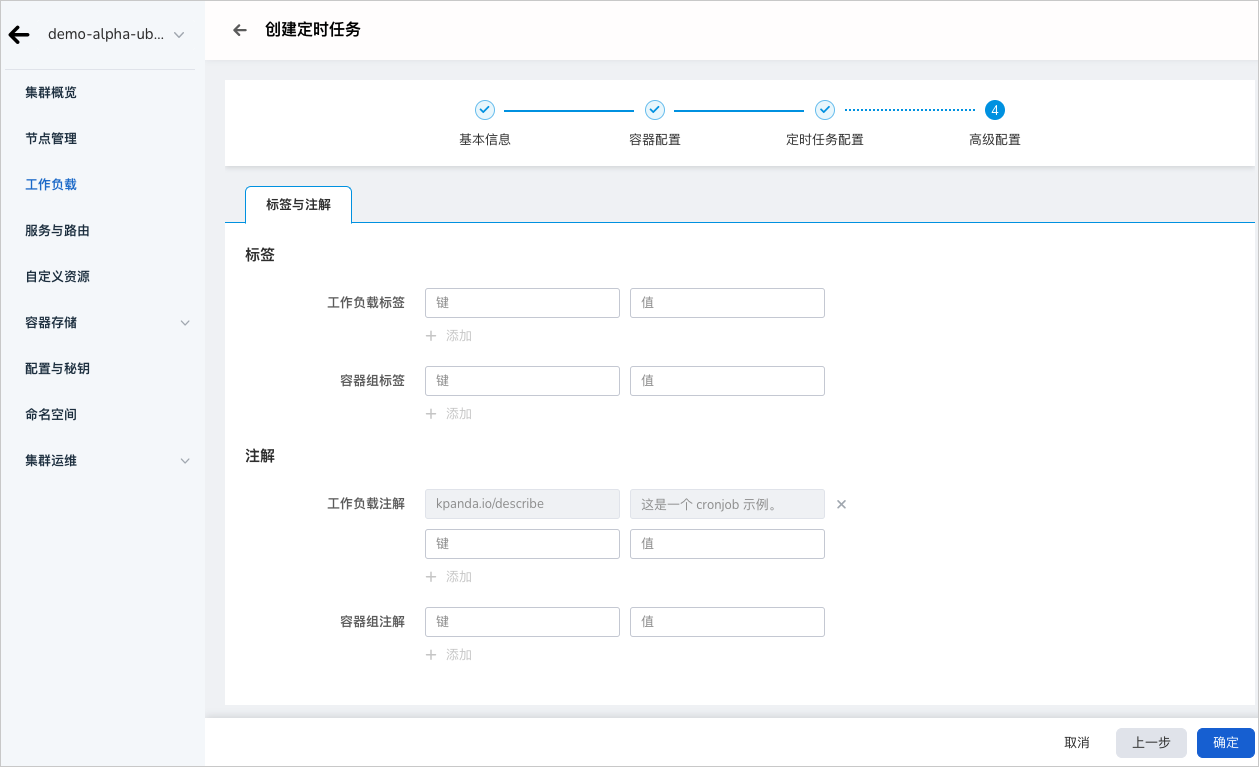 demo-alpha-ub...
集群概览
节点管理
工作负载
服务与路由
自定义资源
容器存储
配置与秘钥
命名空间
集群运维
创建定时任务
4
基本信息 容器配置 定时任务配置 高级配置
标签与注解
标签
工作负载标签 键 值
+ 添加
容器组标签 键 值
+ 添加
注解
工作负载注解 kpanda.io/describe 这是一个 cronjob 示例。
键 值
+ 添加
容器组注解 键 值
+ 添加
取消 上一步 确定